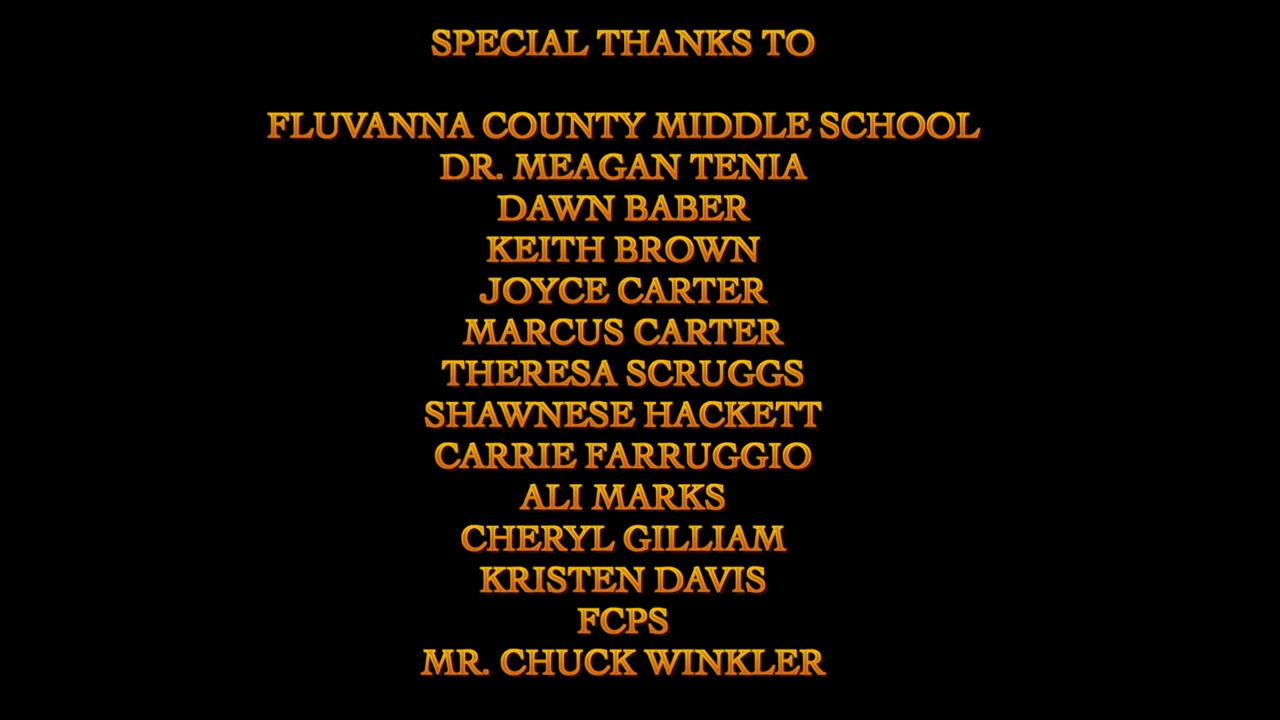 SPECIAL THANKS TO
FLUVANNA COUNTY MIDDLE SCHOOL
DR. MEAGAN TENIA
DAWN BABER
KEITH BROWN
JOYCE CARTER
MARCUS CARTER
THERESA SCRUGGS
SHAWNESE HACKETT
CARRIE FARRUGGIO
ALI MARKS
CHERYL GILLIAM
KRISTEN DAVIS
FCPS
MR. CHUCK WINKLER